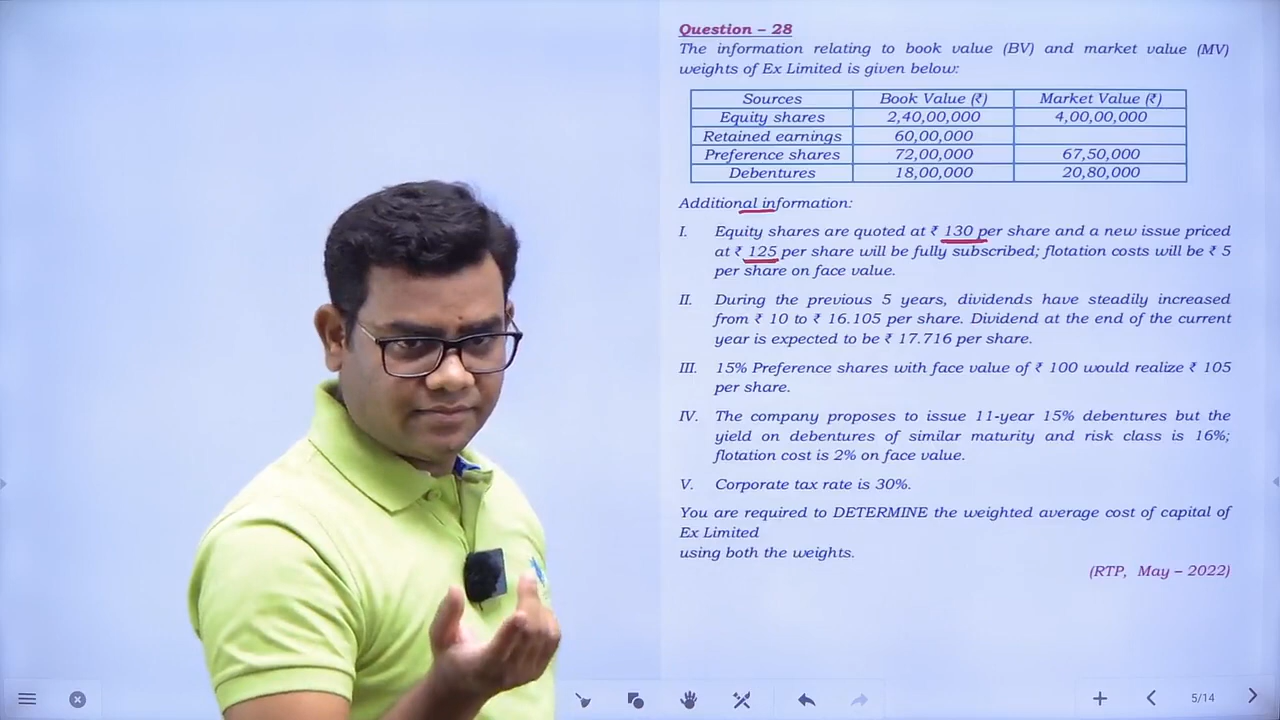 Question – 28
The information relating to book value (BV) and market value (MV)
weights of Ex Limited is given below:
Sources Book Value (₹) Market Value (₹)
Equity shares 2,40,00,000 4,00,00,000
Retained earnings 60,00,000
Preference shares 72,00,000 67,50,000
Debentures 18,00,000 20,80,000
Additional information:
I. Equity shares are quoted at ₹ 130 per share and a new issue priced
at ₹ 125 per share will be fully subscribed; flotation costs will be ₹ 5
per share on face value.
II. During the previous 5 years, dividends have steadily increased
from ₹ 10 to ₹ 16.105 per share. Dividend at the end of the current
year is expected to be ₹ 17.716 per share.
III. 15% Preference shares with face value of ₹ 100 would realize ₹ 105
per share.
IV. The company proposes to issue 11-year 15% debentures but the
yield on debentures of similar maturity and risk class is 16%;
flotation cost is 2% on face value.
V. Corporate tax rate is 30%.
You are required to DETERMINE the weighted average cost of capital of
Ex Limited
using both the weights.
(RTP, May – 2022)
5/14